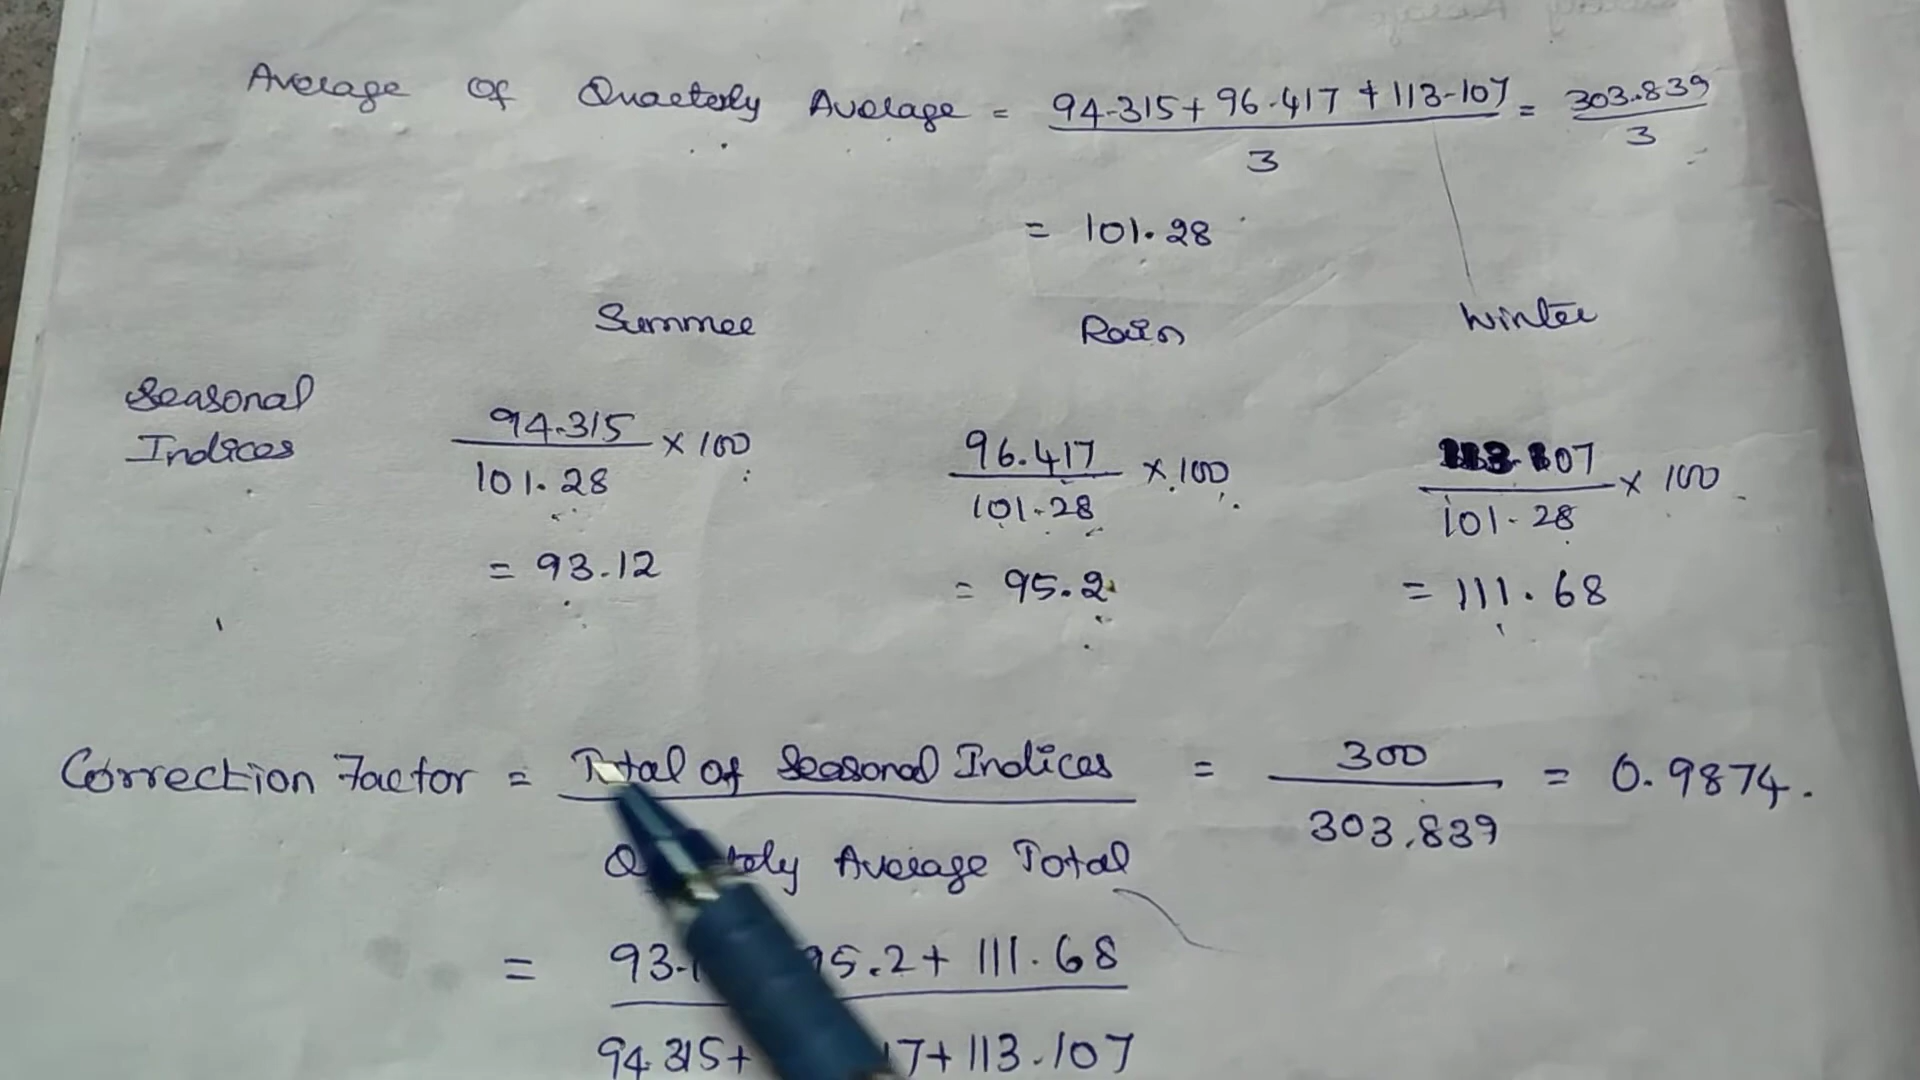 Average of Quarterly Average = 94.315 + 96.417 + 113.107 / 3 = 303.839 / 3
= 101.28
Summer Rain Winter
Seasonal Indices
94.315 / 101.28 × 100 96.417 / 101.28 × 100 113.107 / 101.28 × 100
= 93.12 = 95.2 = 111.68
Correction Factor = Total of Seasonal Indices / Average Total = 300 / 303.839 = 0.9874.
= 95.2 + 111.68
94.315 + 7 + 113.107